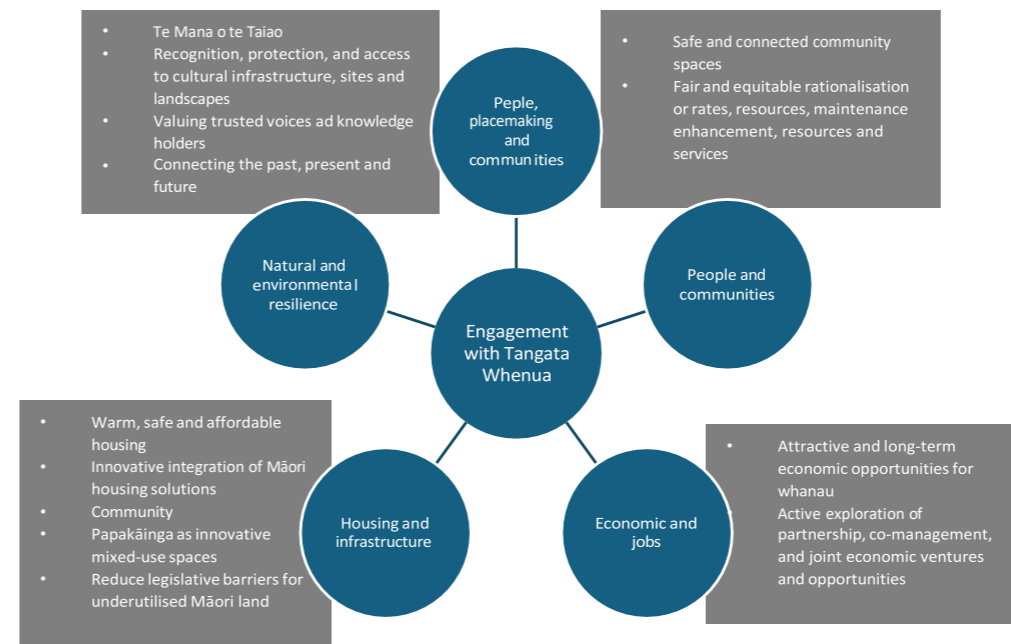 • Te Mana o te Taiao
• Recognition, protection, and access
to cultural infrastructure, sites and
landscapes
• Valuing trusted voices ad knowledge
holders
• Connecting the past, present and
future
Peple,
placemaking
and
communities
• Safe and connected community
spaces
• Fair and equitable rationalisation
or rates, resources, maintenance
enhancement, resources and
services
Natural and
environmental
resilience
People and
communities
Engagement
with Tangata
Whenua
• Warm, safe and affordable
housing
• Innovative integration of Māori
housing solutions
• Community
• Papakāinga as innovative
mixed-use spaces
• Reduce legislative barriers for
underutilised Māori land
Housing and
infrastructure
Economic and
jobs
• Attractive and long-term
economic opportunities for
whanau
• Active exploration of
partnership, co-management,
and joint economic ventures
and opportunities